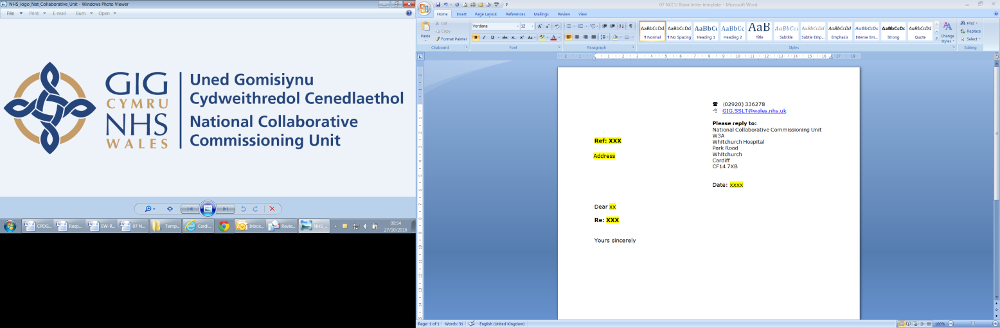 NHS_logo_Nat_Collaborative_Unit - Windows Photo Viewer
File Print E-mail Burn Open
GIG
CYMRU
NHS
WALES
Uned Gomisiynu
Cydweithredol Cenedlaethol
National Collaborative
Commissioning Unit
CPDG... Resp... EW-R... 07 N... Temp... Cardi... Inbox... Revie... NHS_...
09:54
27/10/2016
07 NCCU Blank letter template - Microsoft Word
Home Insert Page Layout References Mailings Review View
Paste
Cut
Copy
Format Painter
Clipboard
Verdana 12
Font
Paragraph
AaBbCcDd AaBbCcDd AaBbCc AaBbCc AaB AaBbCcI AaBbCcDd AaBbCcDd AaBbCcDc AaBbCcDc AaBbCcDd
¶ Normal ¶ No Spacing Heading 1 Heading 2 Title Subtitle Subtle Emp... Emphasis Intense Em... Strong Quote
Change
Styles
Styles
Find
Replace
Select
Editing
(02920) 336278
GIG.SSLT@wales.nhs.uk
Please reply to:
National Collaborative Commissioning Unit
W3A
Whitchurch Hospital
Park Road
Whitchurch
Cardiff
CF14 7XB
Ref: XXX
Address
Date: xxxx
Dear xx
Re: XXX
Yours sincerely
Page: 1 of 1 Words: 31 English (United Kingdom) 100%